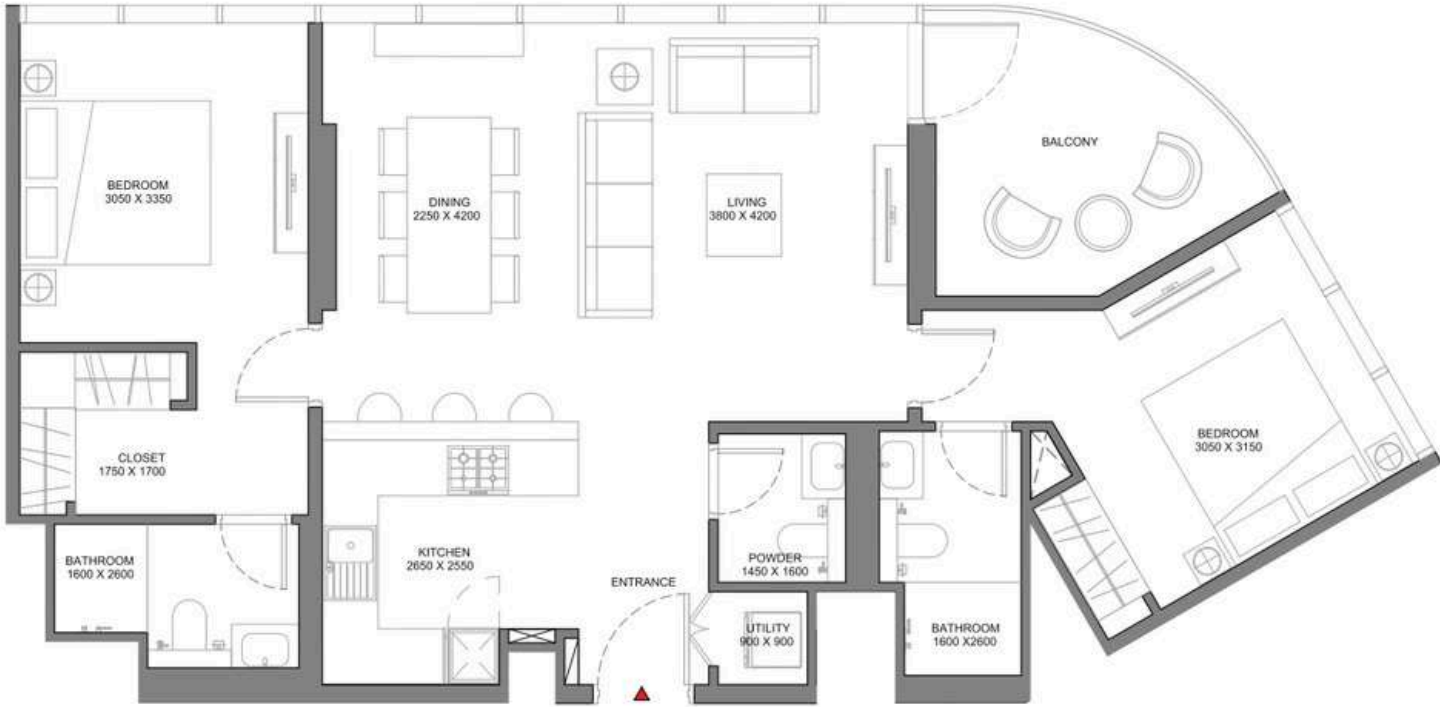 BALCONY
BEDROOM
3050 X 3350
DINING
2250 X 4200
LIVING
3800 X 4200
BEDROOM
3050 X 3150
CLOSET
1750 X 1700
KITCHEN
2650 X 2550
BATHROOM
1600 X 2600
POWDER
1450 X 1600
ENTRANCE
UTILITY
900 X 900
BATHROOM
1600 X2600